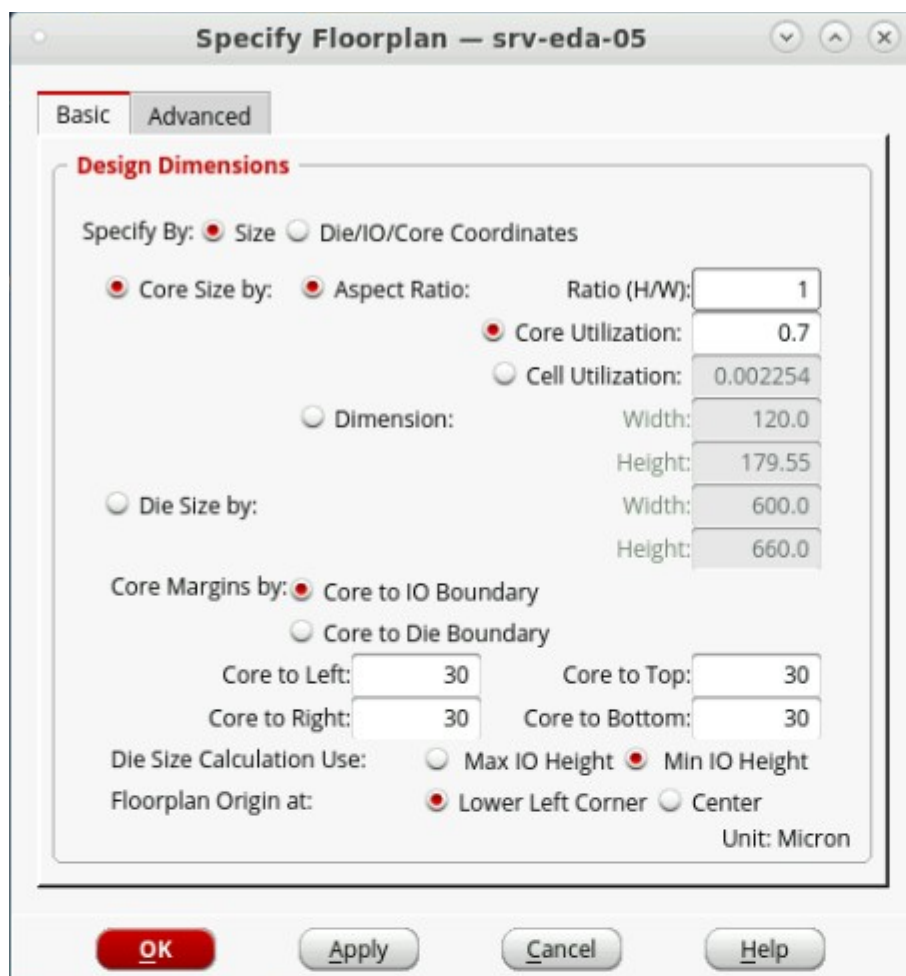 Specify Floorplan — srv-eda-05
Basic Advanced
Design Dimensions
Specify By: Size Die/IO/Core Coordinates
Core Size by: Aspect Ratio: Ratio (H/W): 1
Core Utilization: 0.7
Cell Utilization: 0.002254
Dimension: Width: 120.0
Height: 179.55
Die Size by: Width: 600.0
Height: 660.0
Core Margins by: Core to IO Boundary
Core to Die Boundary
Core to Left: 30 Core to Top: 30
Core to Right: 30 Core to Bottom: 30
Die Size Calculation Use: Max IO Height Min IO Height
Floorplan Origin at: Lower Left Corner Center
Unit: Micron
OK Apply Cancel Help